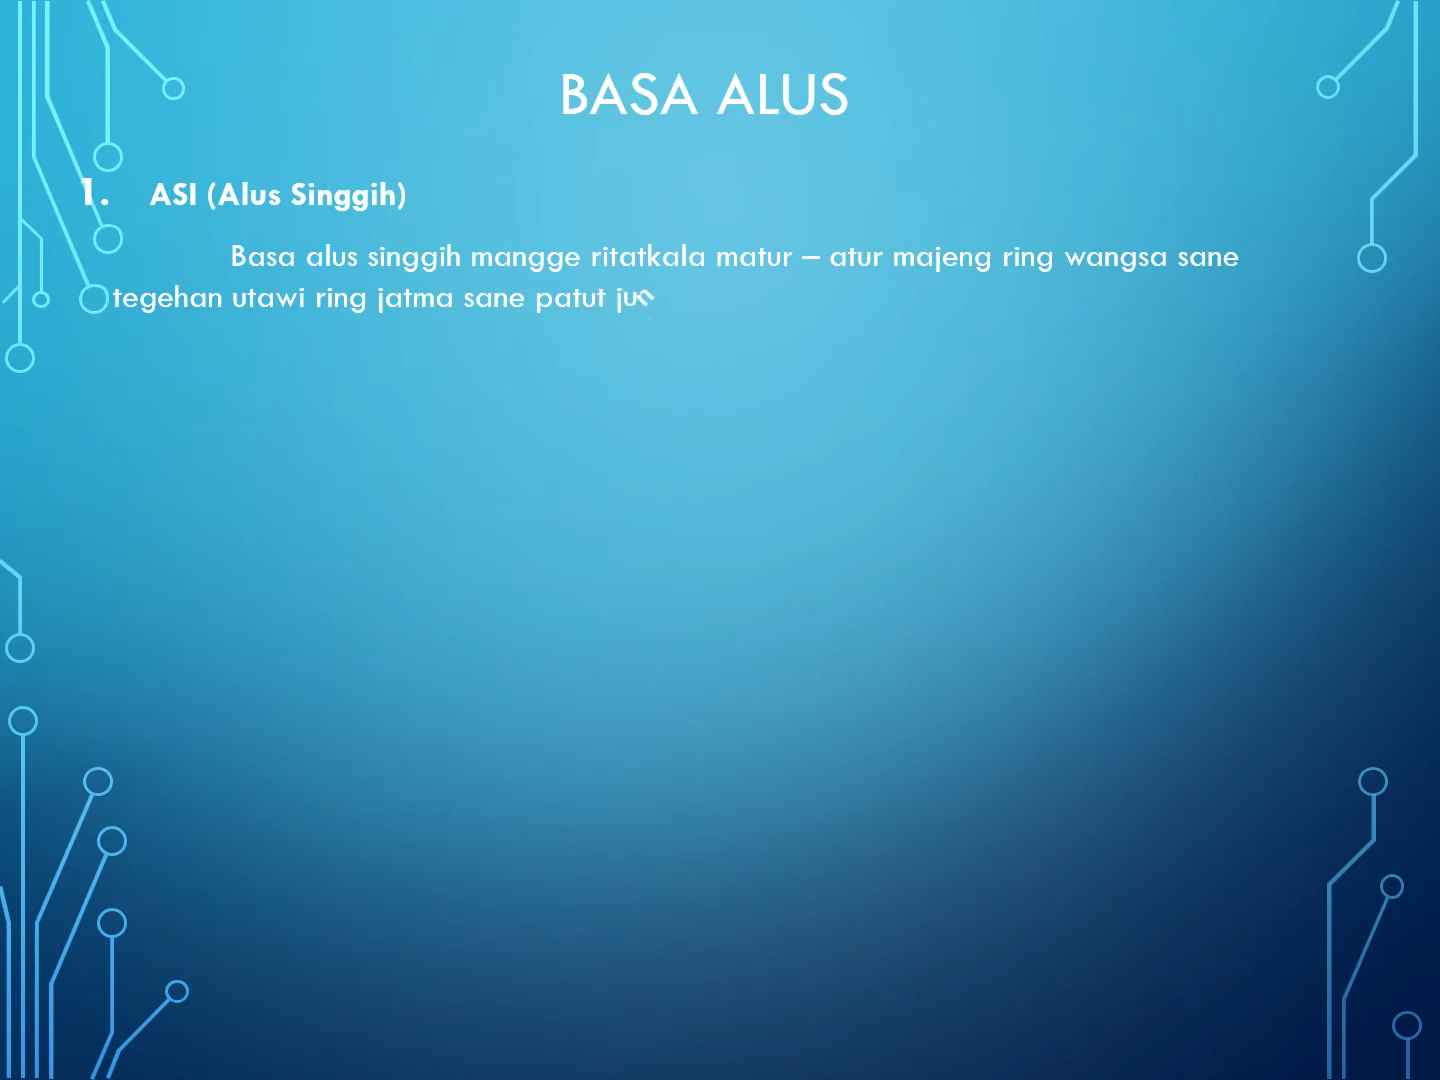 BASA ALUS
1. ASI (Alus Singgih)
Basa alus singgih mangge ritatkala matur – atur majeng ring wangsa sane
tegehan utawi ring jatma sane patut jun